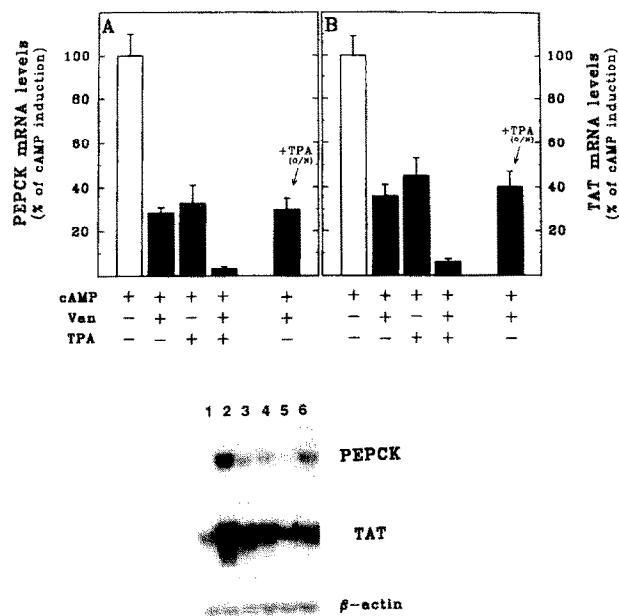 A
B
PEPCK mRNA levels
(% of cAMP induction)
100
80
60
40
20
+TPA
(O/N)
+TPA
(O/N)
100
80
60
40
20
TAT mRNA levels
(% of cAMP induction)
cAMP + + + + + + + + + +
Van − + − + + − + − + +
TPA − − + + − − − + + −
1 2 3 4 5 6
PEPCK
TAT
β-actin